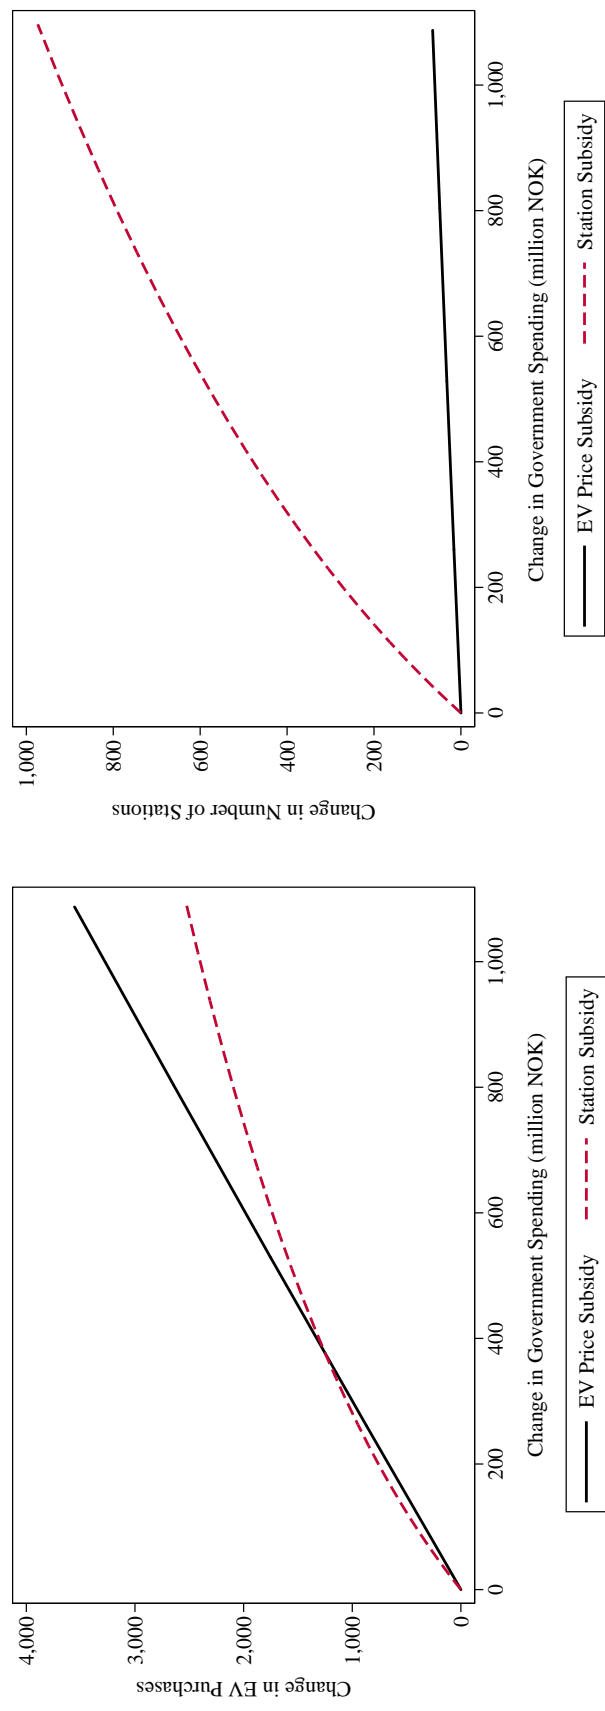 Change in EV Purchases
4,000
3,000
2,000
1,000
0
0 200 400 600 800 1,000
Change in Government Spending (million NOK)
EV Price Subsidy Station Subsidy
Change in Number of Stations
1,000
800
600
400
200
0
0 200 400 600 800 1,000
Change in Government Spending (million NOK)
EV Price Subsidy Station Subsidy